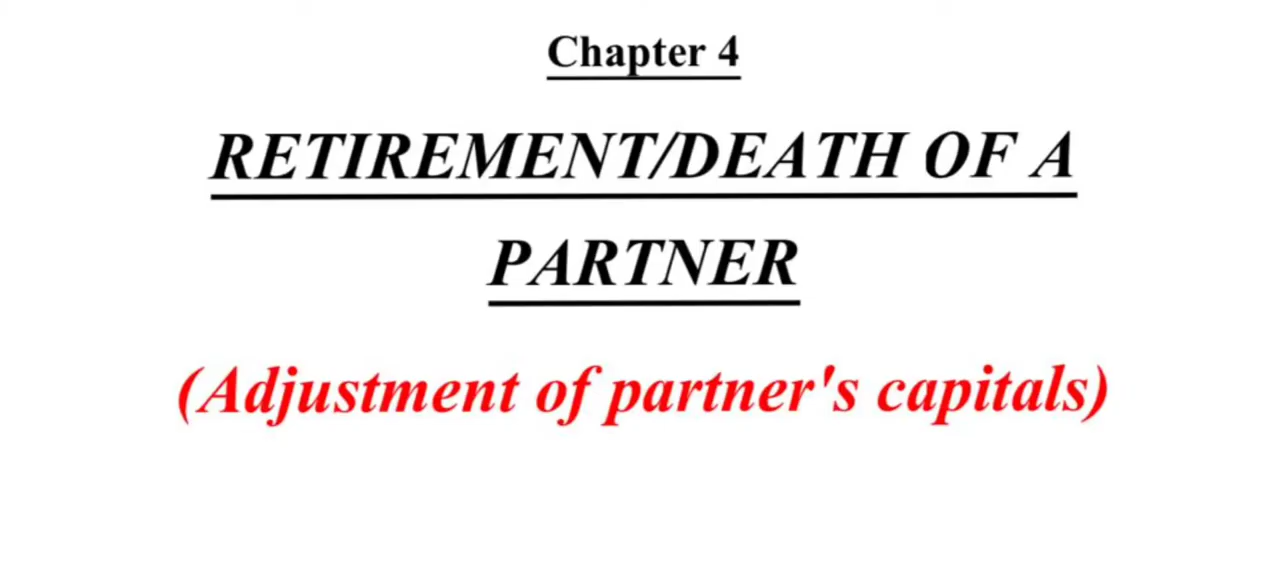 Chapter 4
RETIREMENT/DEATH OF A
PARTNER
(Adjustment of partner's capitals)